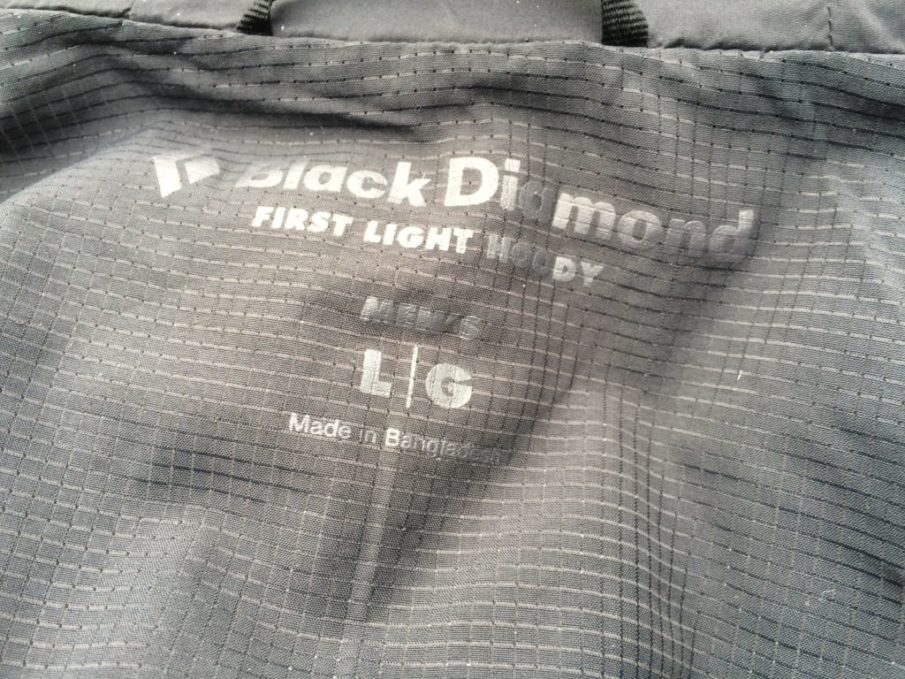 Black Diamond
FIRST LIGHT HOODY
MEN'S
L|G
Made in Bangladesh